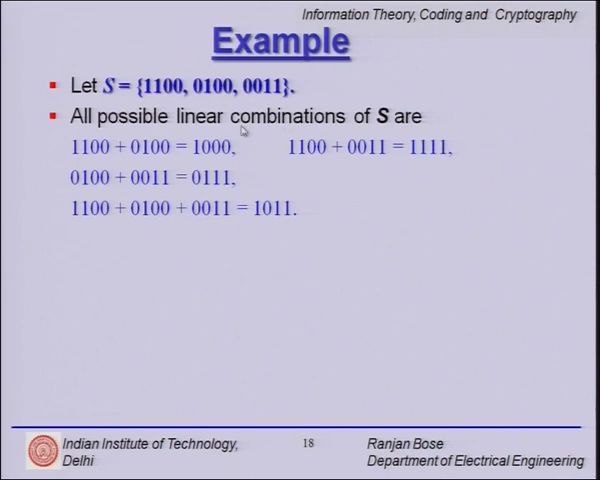 Information Theory, Coding and Cryptography
Example
Let S = {1100, 0100, 0011}.
All possible linear combinations of S are
1100 + 0100 = 1000, 1100 + 0011 = 1111,
0100 + 0011 = 0111,
1100 + 0100 + 0011 = 1011.
Indian Institute of Technology,
Delhi
18
Ranjan Bose
Department of Electrical Engineering